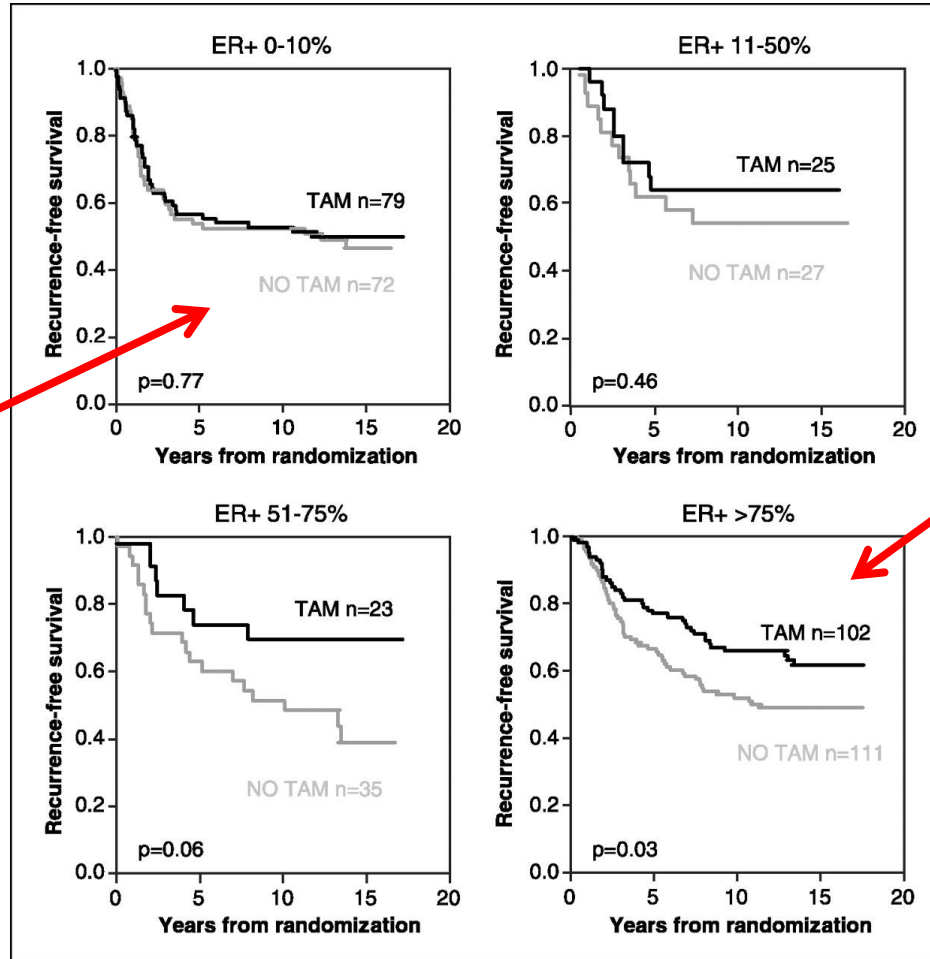 ER+ 0-10%
Recurrence-free survival
1.0
0.8
0.6
0.4
0.2
0.0
TAM n=79
NO TAM n=72
p=0.77
0 5 10 15 20
Years from randomization
ER+ 11-50%
Recurrence-free survival
1.0
0.8
0.6
0.4
0.2
0.0
TAM n=25
NO TAM n=27
p=0.46
0 5 10 15 20
Years from randomization
ER+ 51-75%
Recurrence-free survival
1.0
0.8
0.6
0.4
0.2
0.0
TAM n=23
NO TAM n=35
p=0.06
0 5 10 15 20
Years from randomization
ER+ >75%
Recurrence-free survival
1.0
0.8
0.6
0.4
0.2
0.0
TAM n=102
NO TAM n=111
p=0.03
0 5 10 15 20
Years from randomization